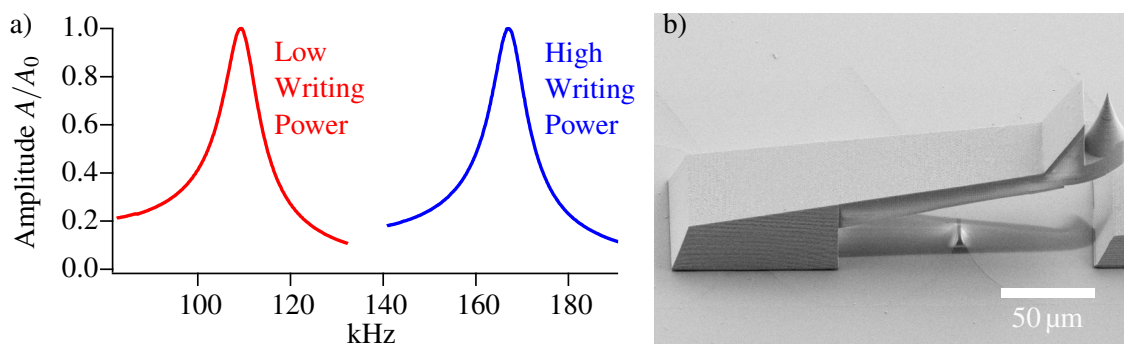 a)
Amplitude A/A₀
1.0
0.8
0.6
0.4
0.2
0.0
Low
Writing
Power
High
Writing
Power
100
120
140
160
180
kHz
b)
50 µm